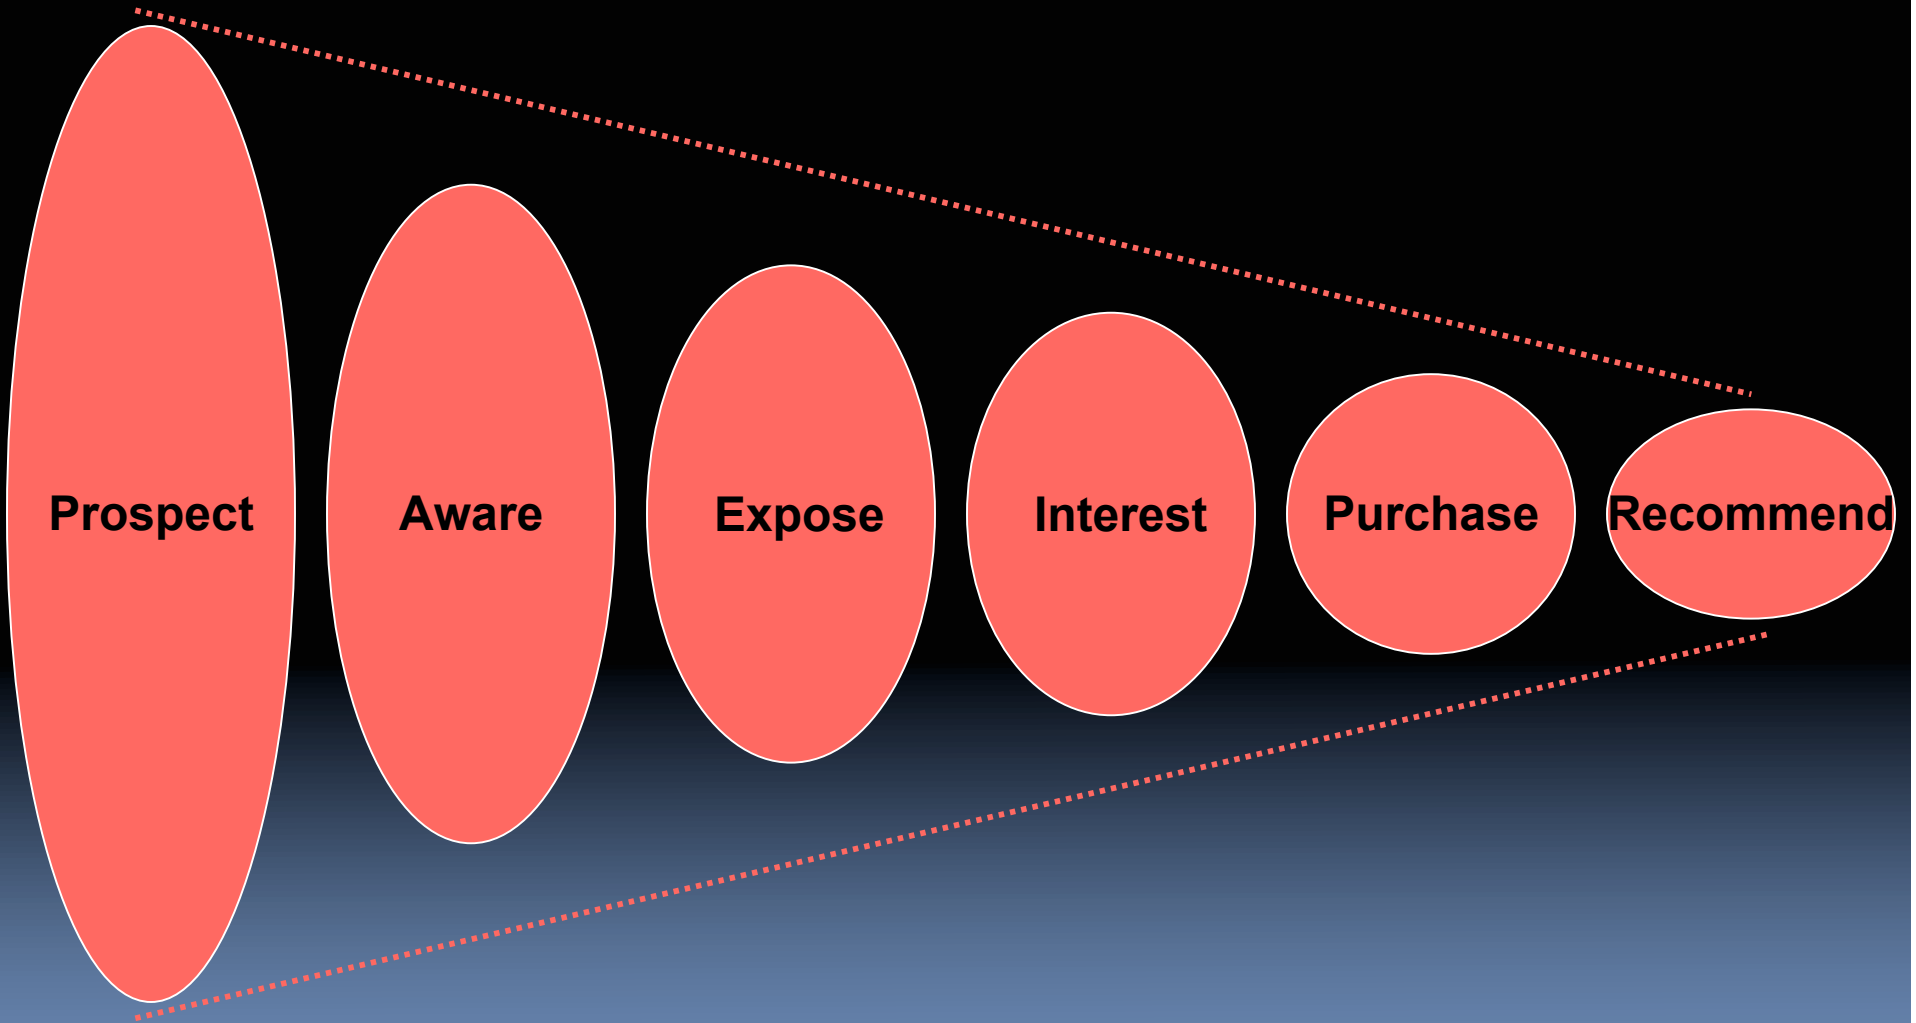 Prospect
Aware
Expose
Interest
Purchase
Recommend